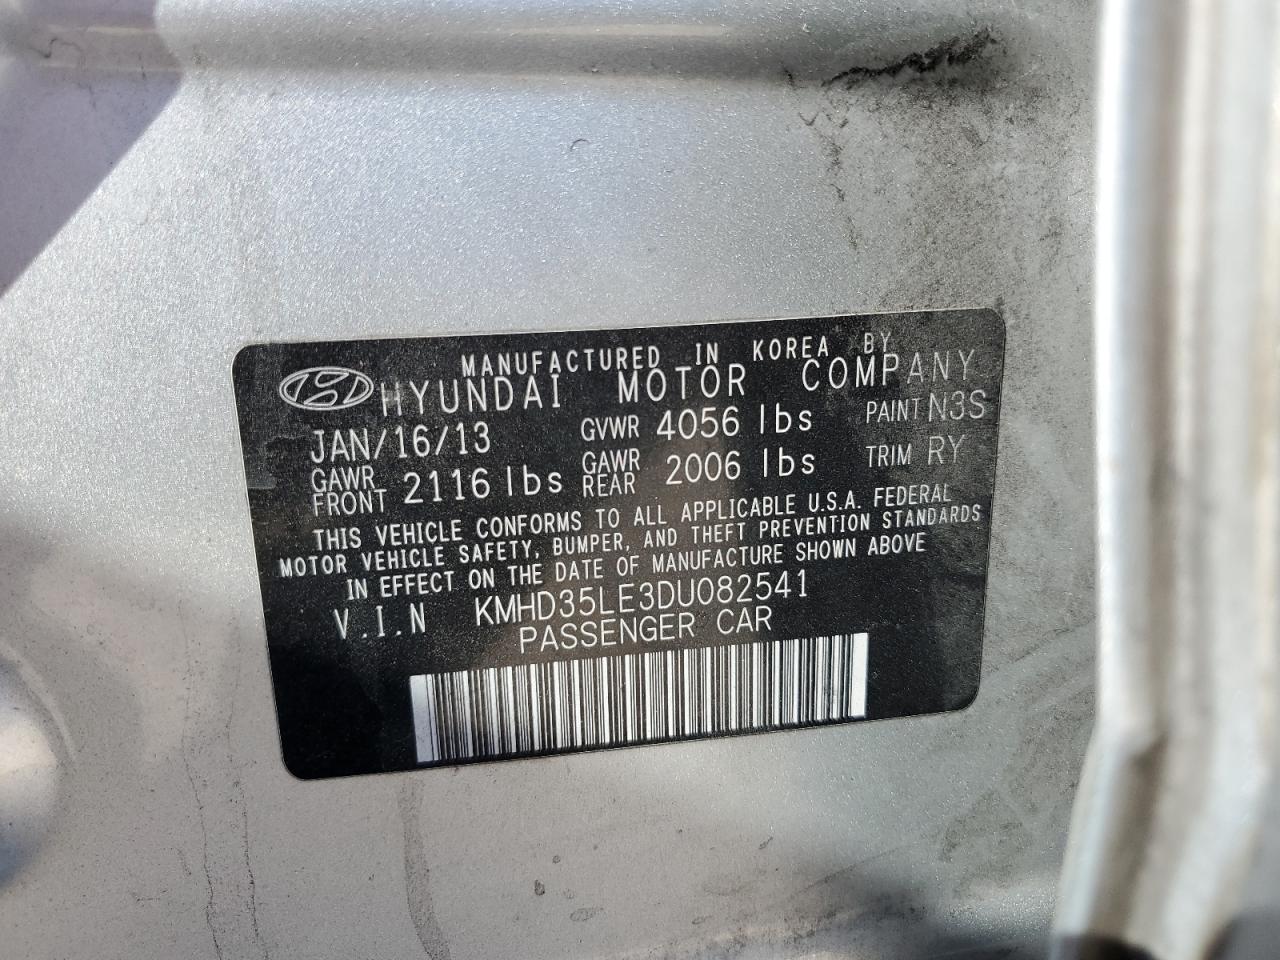 MANUFACTURED IN KOREA BY
HYUNDAI MOTOR COMPANY
JAN/16/13 GVWR 4056 lbs PAINT N3S
GAWR FRONT 2116 lbs GAWR REAR 2006 lbs TRIM RY
THIS VEHICLE CONFORMS TO ALL APPLICABLE U.S.A. FEDERAL
MOTOR VEHICLE SAFETY, BUMPER, AND THEFT PREVENTION STANDARDS
IN EFFECT ON THE DATE OF MANUFACTURE SHOWN ABOVE
V.I.N KMHD35LE3DU082541
PASSENGER CAR